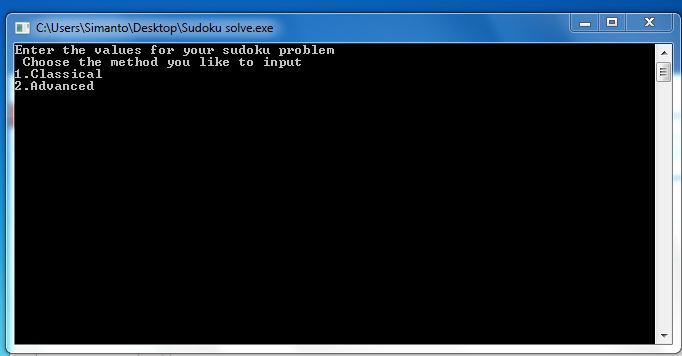 C:\Users\Simanto\Desktop\Sudoku solve.exe
Enter the values for your sudoku problem
Choose the method you like to input
1.Classical
2.Advanced